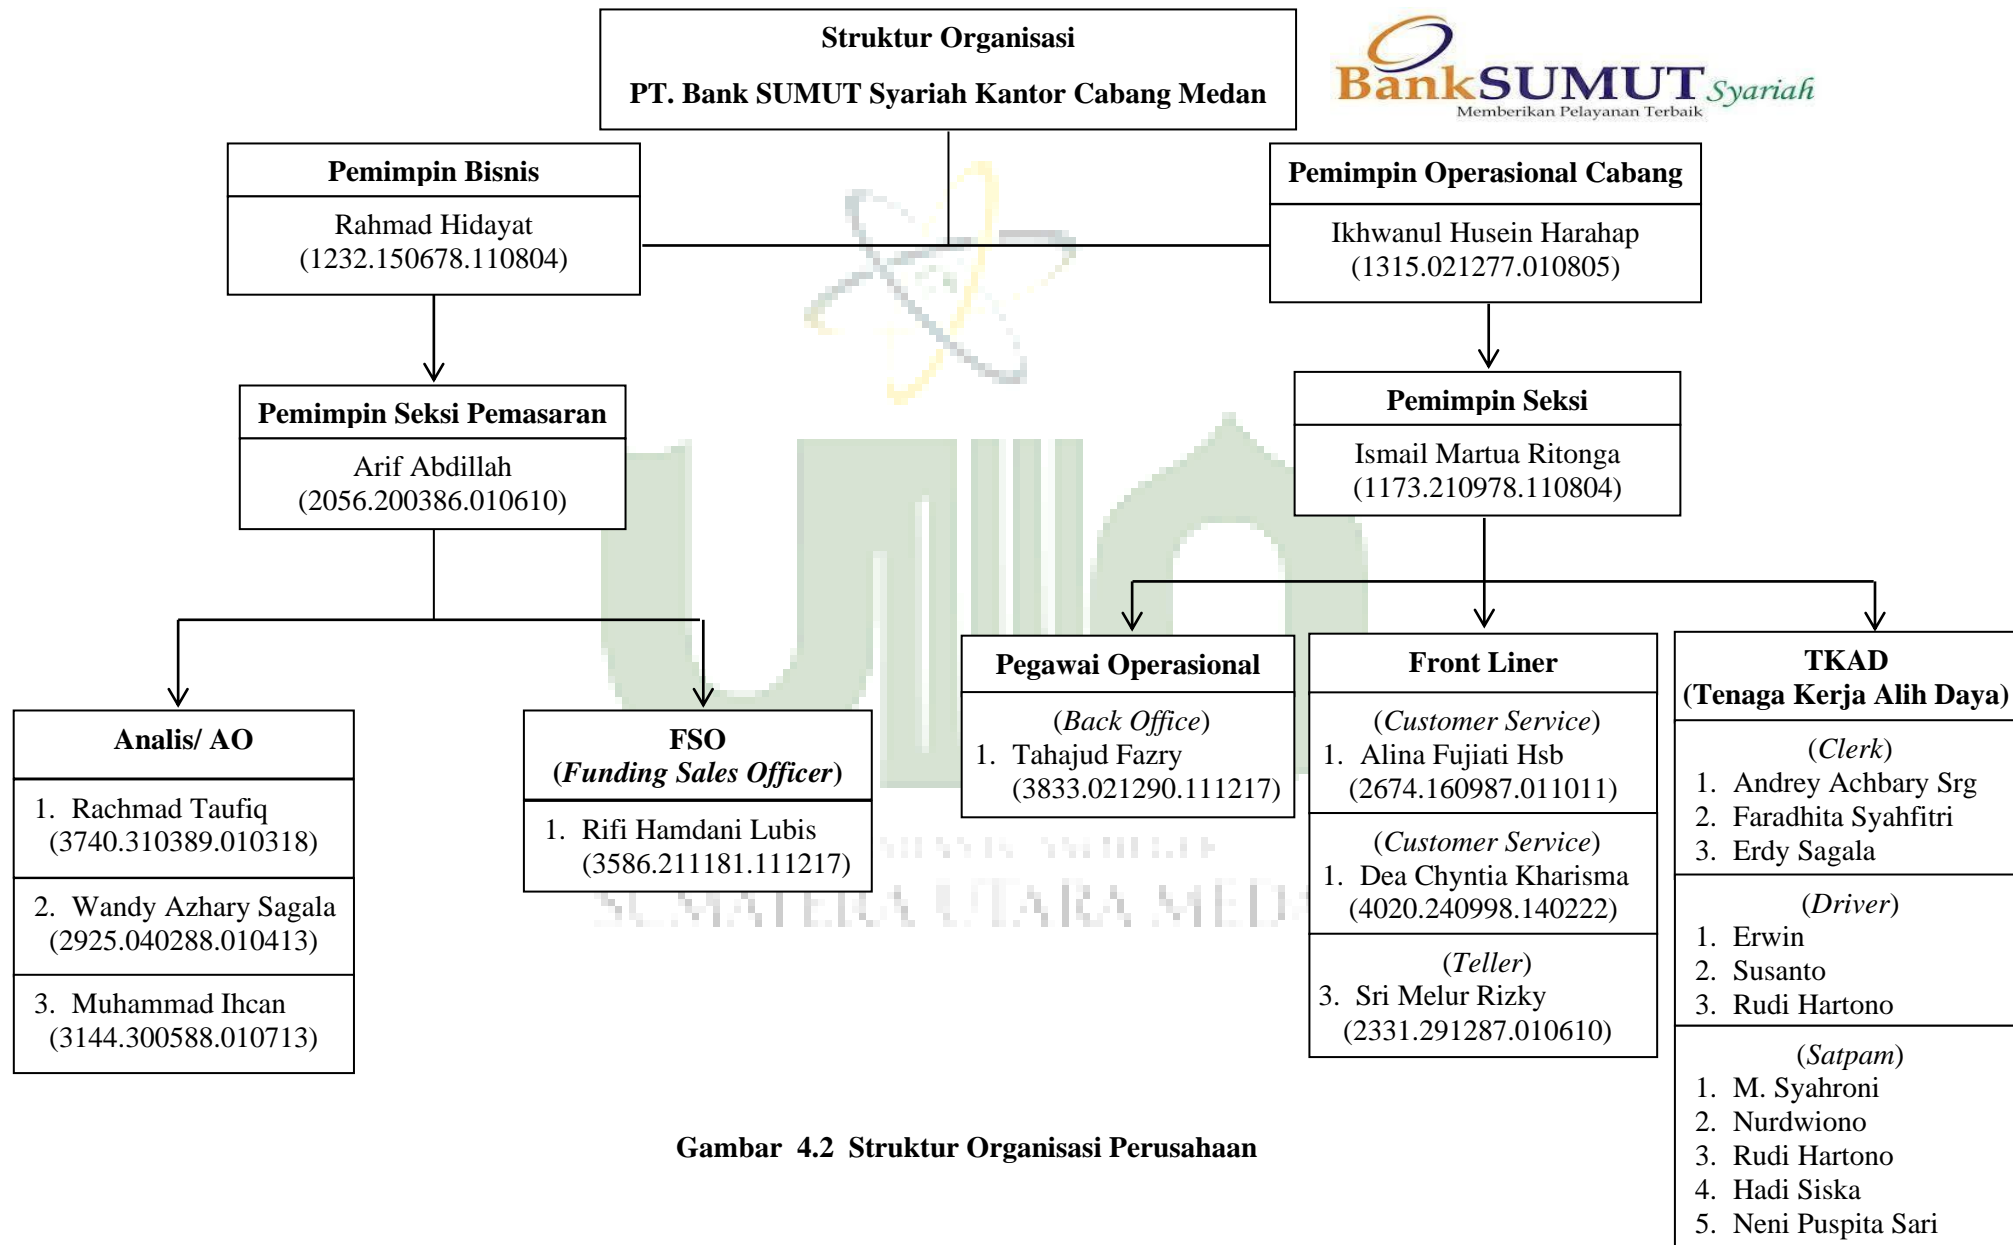 Struktur Organisasi
PT. Bank SUMUT Syariah Kantor Cabang Medan
BankSUMUT Syariah
Memberikan Pelayanan Terbaik
Pemimpin Bisnis
Rahmad Hidayat
(1232.150678.110804)
Pemimpin Operasional Cabang
Ikhwanul Husein Harahap
(1315.021277.010805)
Pemimpin Seksi Pemasaran
Arif Abdillah
(2056.200386.010610)
Pemimpin Seksi
Ismail Martua Ritonga
(1173.210978.110804)
Analis/ AO
1. Rachmad Taufiq
(3740.310389.010318)
2. Wandy Azhary Sagala
(2925.040288.010413)
3. Muhammad Ihcan
(3144.300588.010713)
FSO
(Funding Sales Officer)
1. Rifi Hamdani Lubis
(3586.211181.111217)
Pegawai Operasional
(Back Office)
1. Tahajud Fazry
(3833.021290.111217)
Front Liner
(Customer Service)
1. Alina Fujiati Hsb
(2674.160987.011011)
(Customer Service)
1. Dea Chyntia Kharisma
(4020.240998.140222)
(Teller)
3. Sri Melur Rizky
(2331.291287.010610)
TKAD
(Tenaga Kerja Alih Daya)
(Clerk)
1. Andrey Achbary Srg
2. Faradhita Syahfitri
3. Erdy Sagala
(Driver)
1. Erwin
2. Susanto
3. Rudi Hartono
(Satpam)
1. M. Syahroni
2. Nurdwiono
3. Rudi Hartono
4. Hadi Siska
5. Neni Puspita Sari
SUMATERA UTARA
Gambar 4.2 Struktur Organisasi Perusahaan